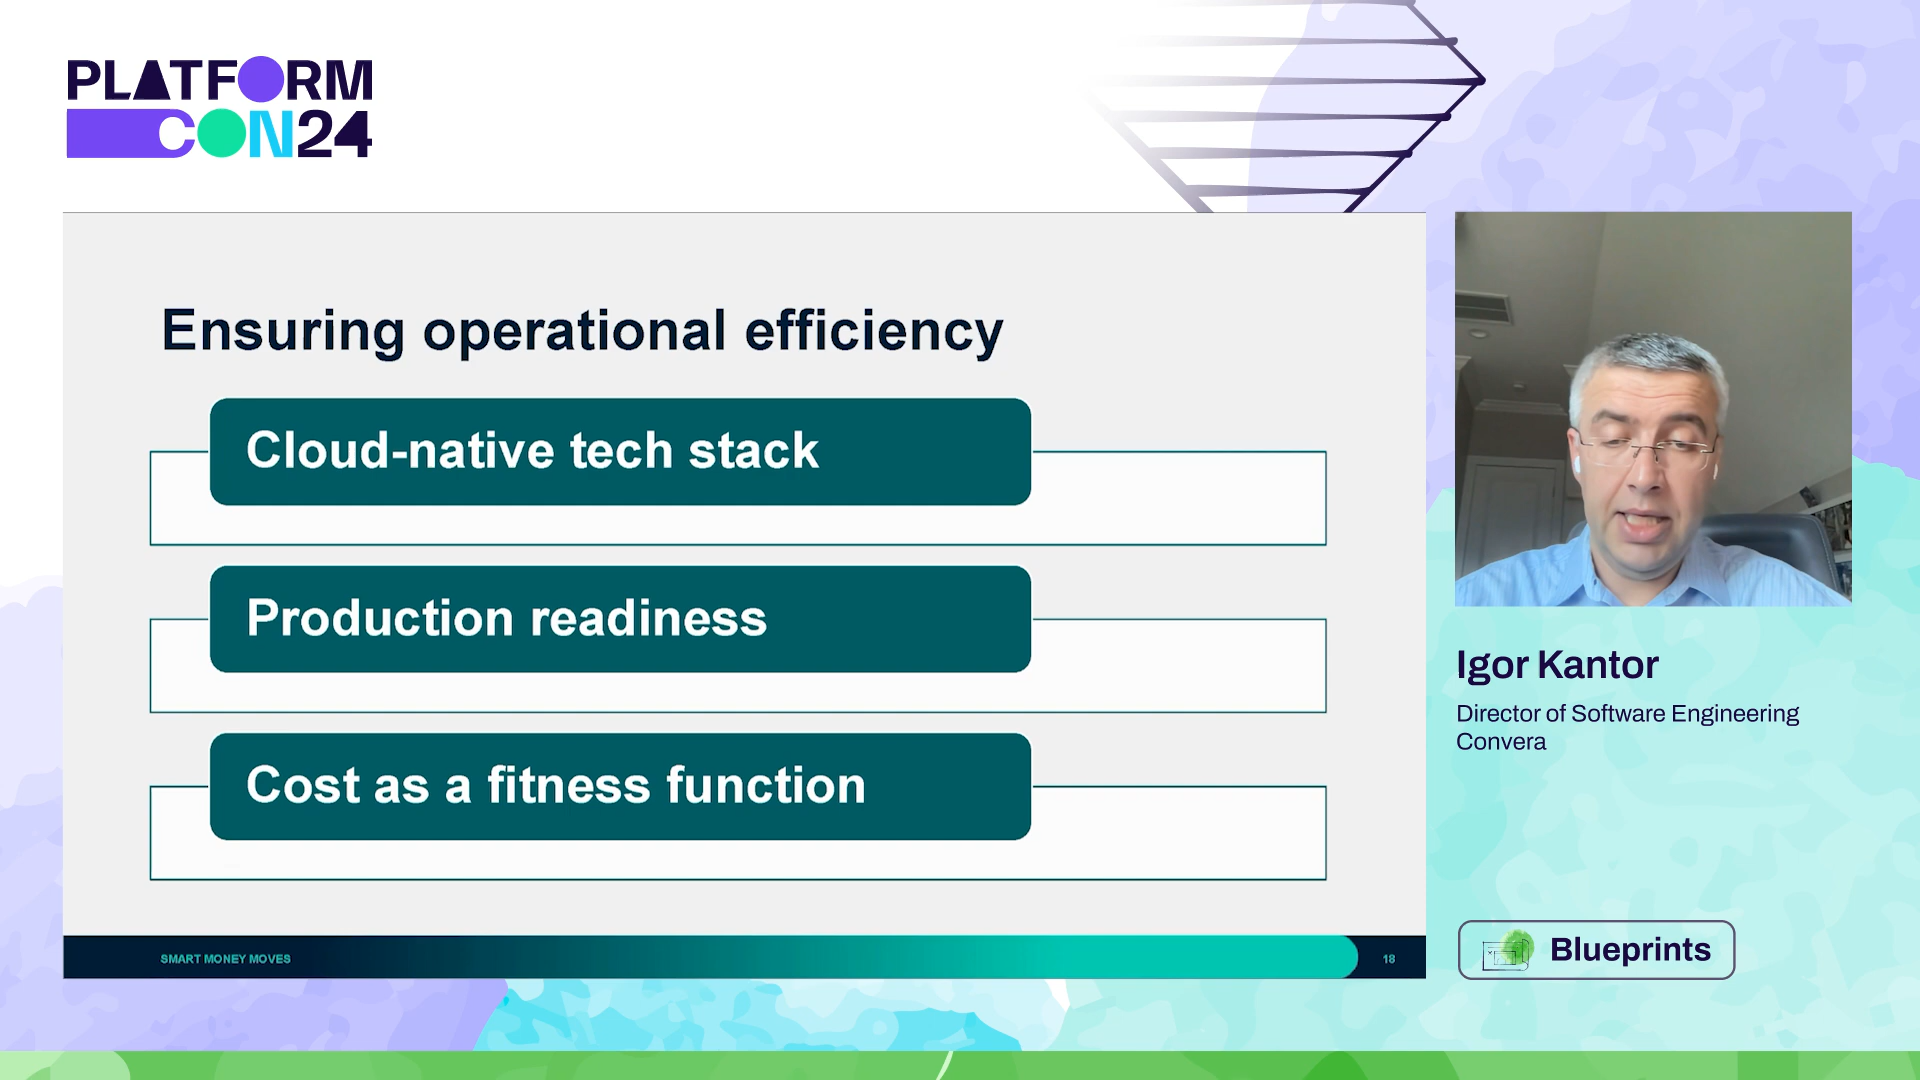 PLATFORM
CON24
Ensuring operational efficiency
Cloud-native tech stack
Production readiness
Cost as a fitness function
SMART MONEY MOVES
18
Igor Kantor
Director of Software Engineering
Convera
Blueprints